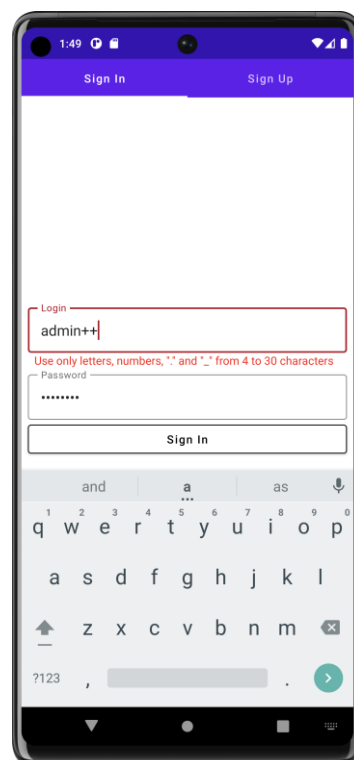 1:49
Sign In Sign Up
Login
admin++
Use only letters, numbers, "." and "_" from 4 to 30 characters
Password
••••••••
Sign In
and a as
1 2 3 4 5 6 7 8 9 0
q w e r t y u i o p
a s d f g h j k l
z x c v b n m
?123 , .